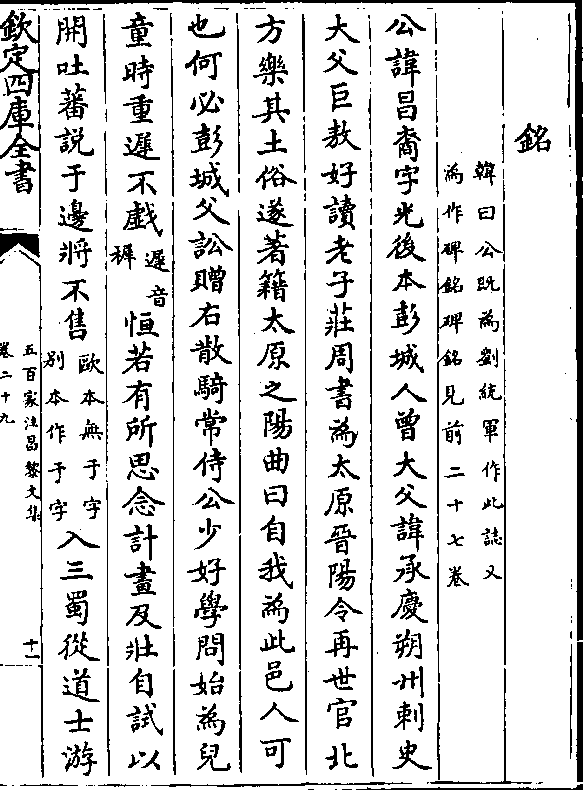 銘
韓曰公既為劉統軍作此誌又
為作碑銘碑銘見前二十七卷
公諱昌裔字光後本彭城人曾大父諱承慶朔州刺史
大父巨敖好讀老子莊周書為太原晉陽令再世官北
方樂其土俗遂著籍太原之陽曲曰自我為此邑人可
也何必彭城父訟贈右散騎常侍公少好學問始為兒
童時重遲不戲
遲音
穉
恒若有所思念計畫及壯自試以
開吐蕃説于邊將不售
歐本無于字
别本作于字
入三蜀從道士游
欽定四庫全書
五百家注昌黎文集
卷二十九
十一